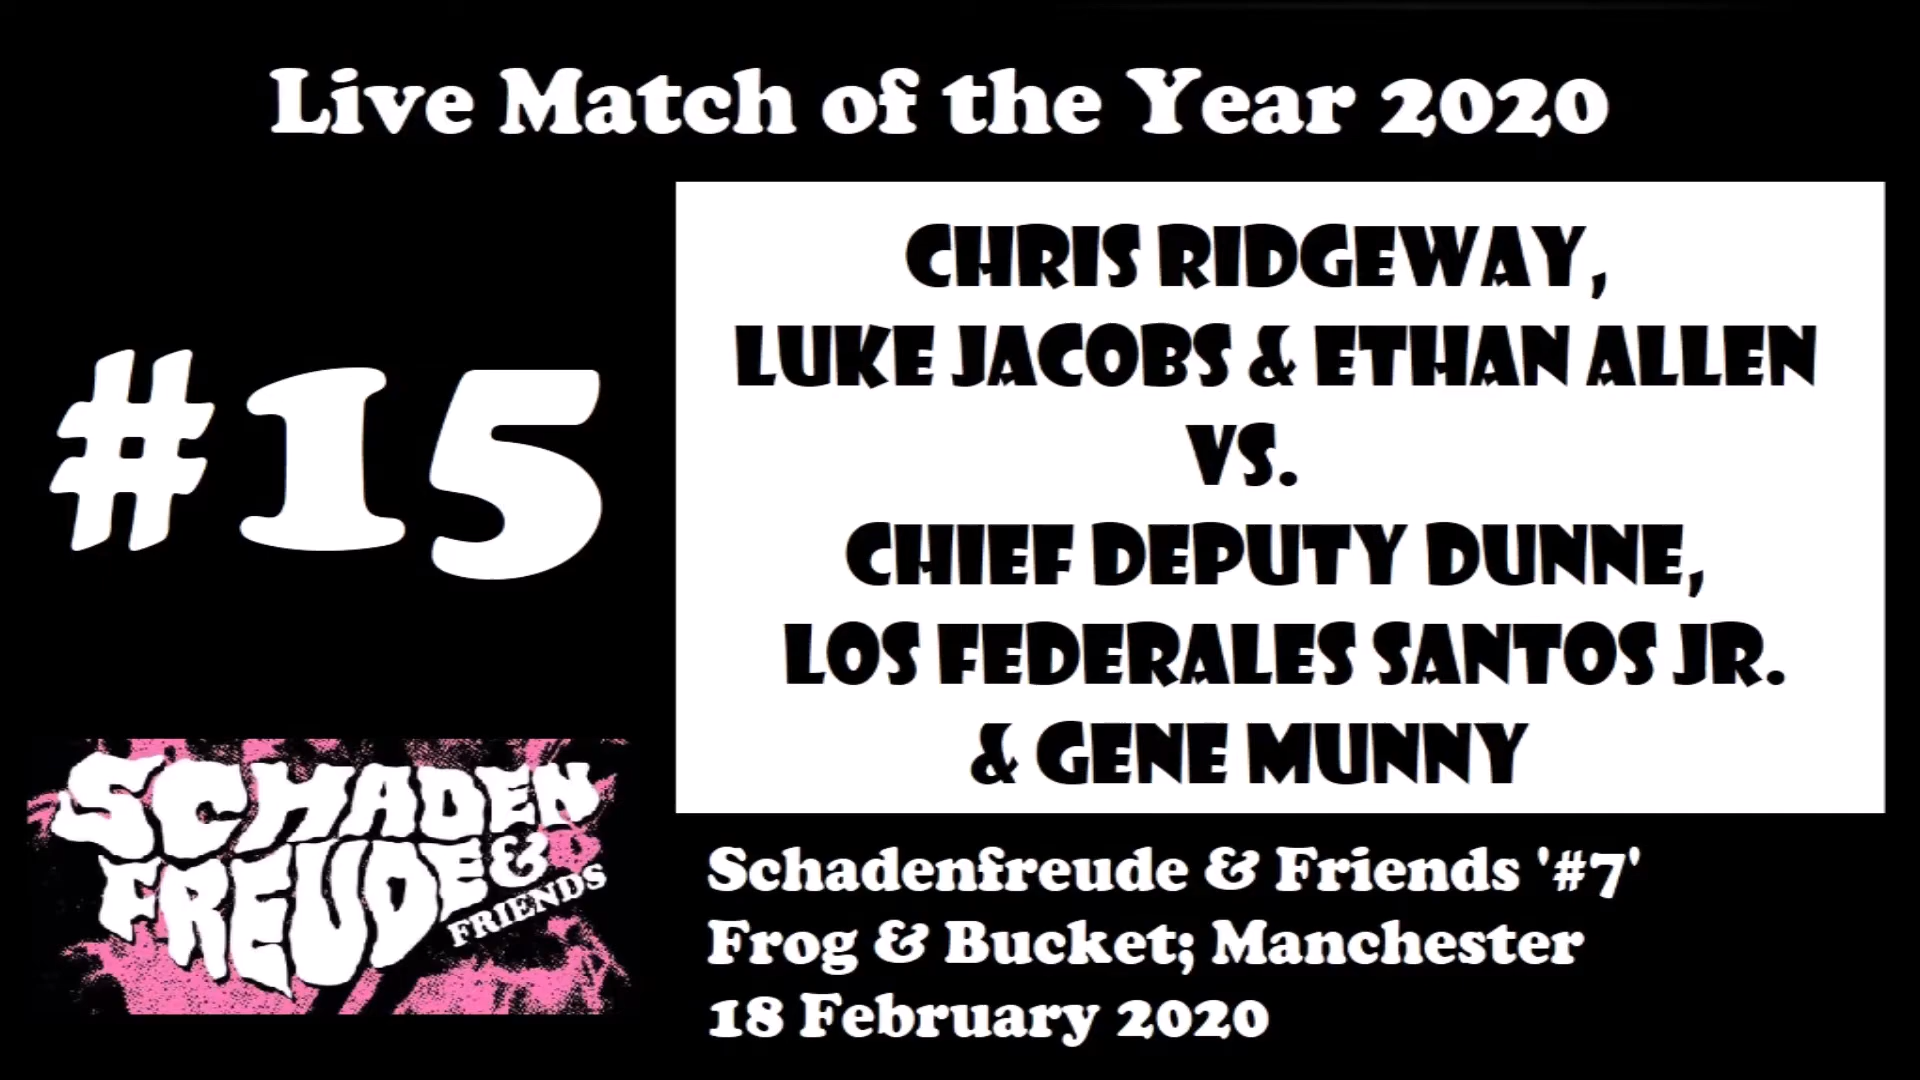 Live Match of the Year 2020
#15
CHRIS RIDGEWAY,
LUKE JACOBS & ETHAN ALLEN
VS.
CHIEF DEPUTY DUNNE,
LOS FEDERALES SANTOS JR.
& GENE MUNNY
SCHADEN
FREUDE &
FRIENDS
Schadenfreude & Friends '#7'
Frog & Bucket; Manchester
18 February 2020